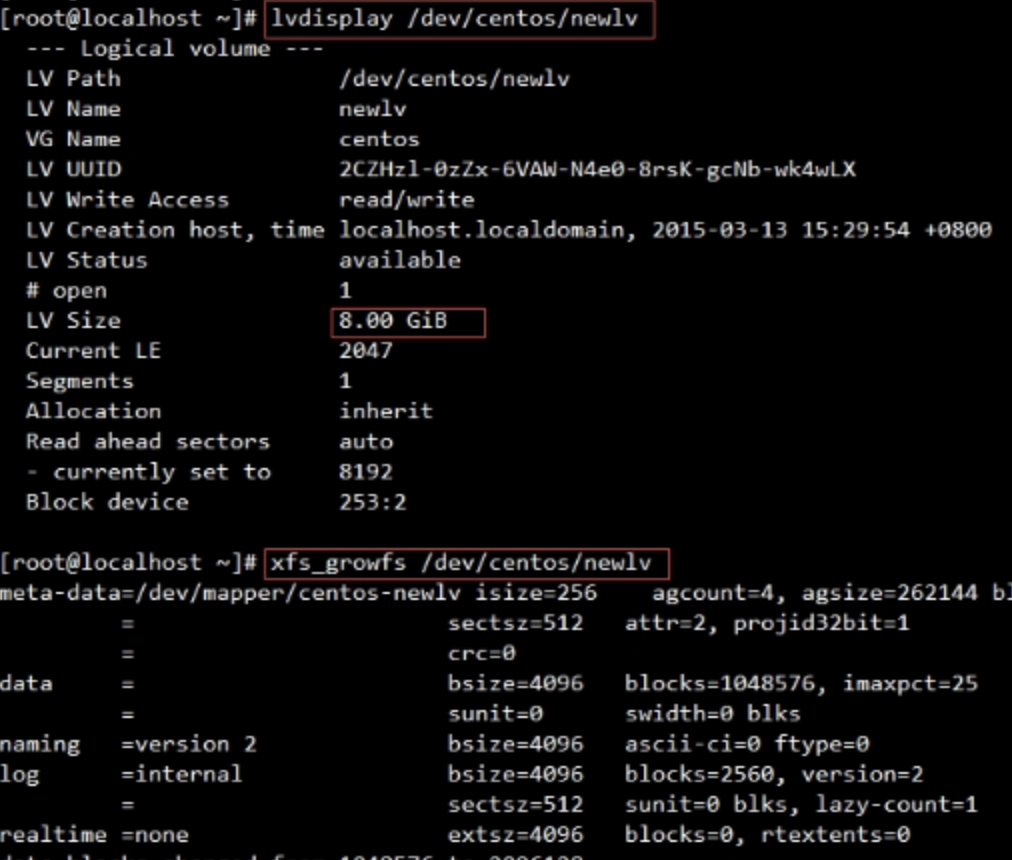 [root@localhost ~]# lvdisplay /dev/centos/newlv
--- Logical volume ---
LV Path /dev/centos/newlv
LV Name newlv
VG Name centos
LV UUID 2CZHzl-0zZx-6VAW-N4e0-8rsK-gcNb-wk4wLX
LV Write Access read/write
LV Creation host, time localhost.localdomain, 2015-03-13 15:29:54 +0800
LV Status available
# open 1
LV Size 8.00 GiB
Current LE 2047
Segments 1
Allocation inherit
Read ahead sectors auto
- currently set to 8192
Block device 253:2
[root@localhost ~]# xfs_growfs /dev/centos/newlv
meta-data=/dev/mapper/centos-newlv isize=256 agcount=4, agsize=262144 bl
= sectsz=512 attr=2, projid32bit=1
= crc=0
data = bsize=4096 blocks=1048576, imaxpct=25
= sunit=0 swidth=0 blks
naming =version 2 bsize=4096 ascii-ci=0 ftype=0
log =internal bsize=4096 blocks=2560, version=2
= sectsz=512 sunit=0 blks, lazy-count=1
realtime =none extsz=4096 blocks=0, rtextents=0